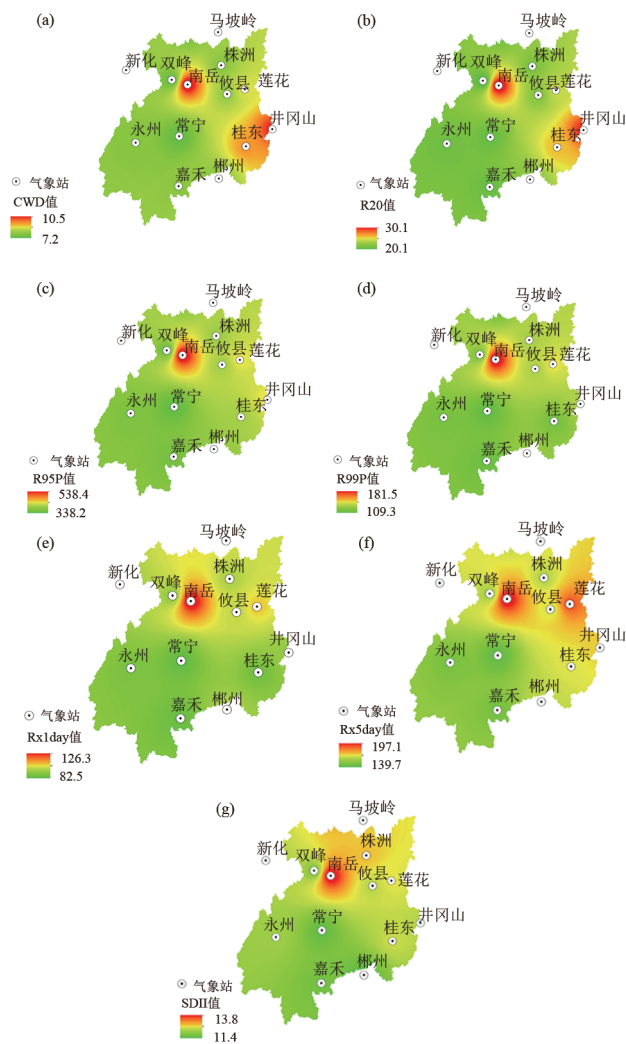 (a)
马坡岭
新化
株洲
双峰
南岳
攸县
莲花
井冈山
永州
常宁
桂东
嘉禾
郴州
气象站
CWD值
10.5
7.2
(b)
马坡岭
新化
株洲
双峰
南岳
攸县
莲花
井冈山
永州
常宁
桂东
嘉禾
郴州
气象站
R20值
30.1
20.1
(c)
马坡岭
新化
株洲
双峰
南岳
攸县
莲花
井冈山
永州
常宁
桂东
嘉禾
郴州
气象站
R95P值
538.4
338.2
(d)
马坡岭
新化
株洲
双峰
南岳
攸县
莲花
井冈山
永州
常宁
桂东
嘉禾
郴州
气象站
R99P值
181.5
109.3
(e)
马坡岭
新化
株洲
双峰
南岳
攸县
莲花
井冈山
永州
常宁
桂东
嘉禾
郴州
气象站
Rx1day值
126.3
82.5
(f)
马坡岭
新化
株洲
双峰
南岳
攸县
莲花
井冈山
永州
常宁
桂东
嘉禾
郴州
气象站
Rx5day值
197.1
139.7
(g)
马坡岭
新化
株洲
双峰
南岳
攸县
莲花
井冈山
永州
常宁
桂东
嘉禾
郴州
气象站
SDII值
13.8
11.4